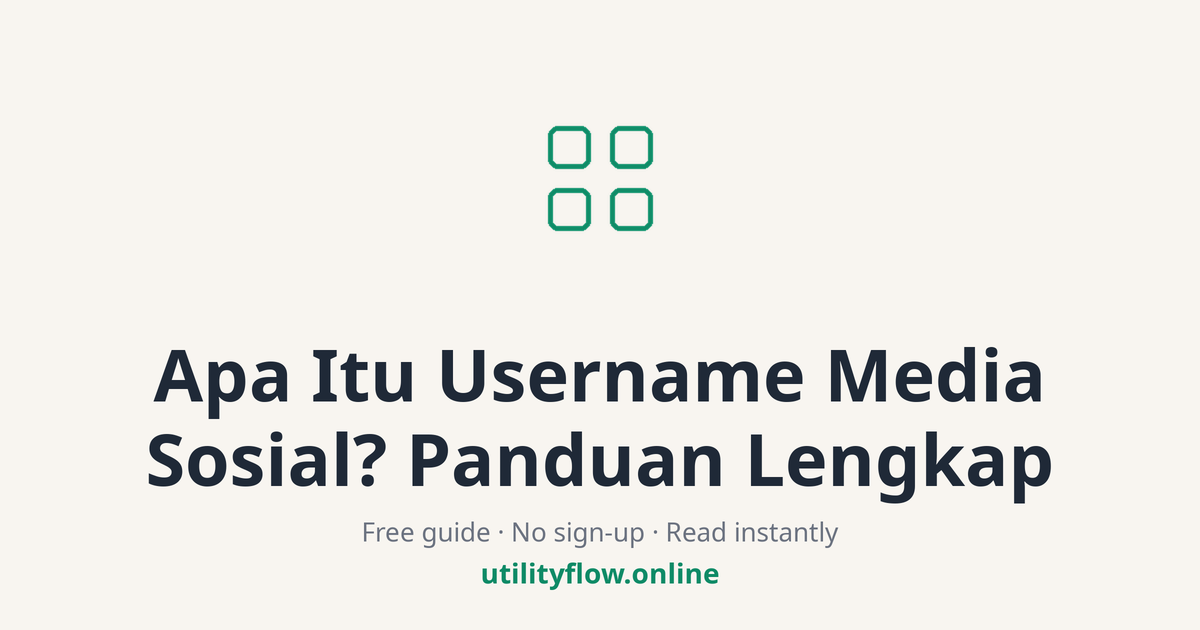 Apa Itu Username Media
Sosial? Panduan Lengkap
Free guide · No sign-up · Read instantly
utilityflow.online